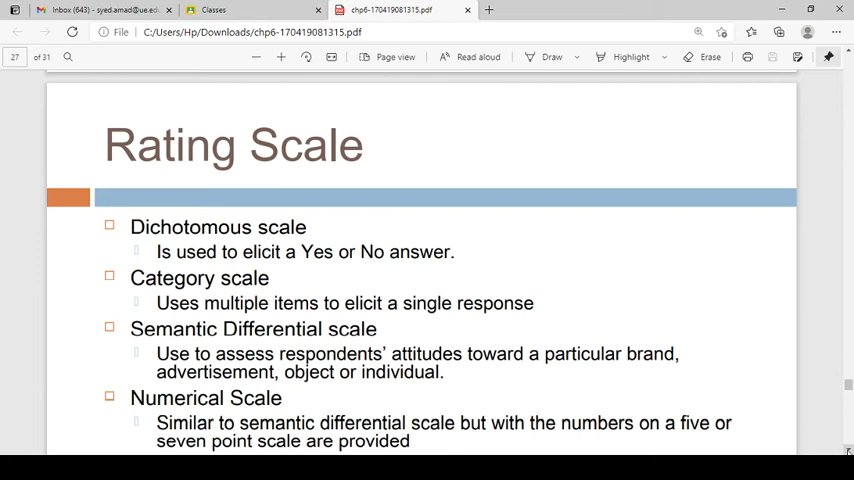 Inbox (643) - syed.amad@ue.ed
Classes
chp6-170419081315.pdf
File
C:/Users/Hp/Downloads/chp6-170419081315.pdf
27 of 31
Page view
Read aloud
Draw
Highlight
Erase
Rating Scale
Dichotomous scale
Is used to elicit a Yes or No answer.
Category scale
Uses multiple items to elicit a single response
Semantic Differential scale
Use to assess respondents’ attitudes toward a particular brand,
advertisement, object or individual.
Numerical Scale
Similar to semantic differential scale but with the numbers on a five or
seven point scale are provided